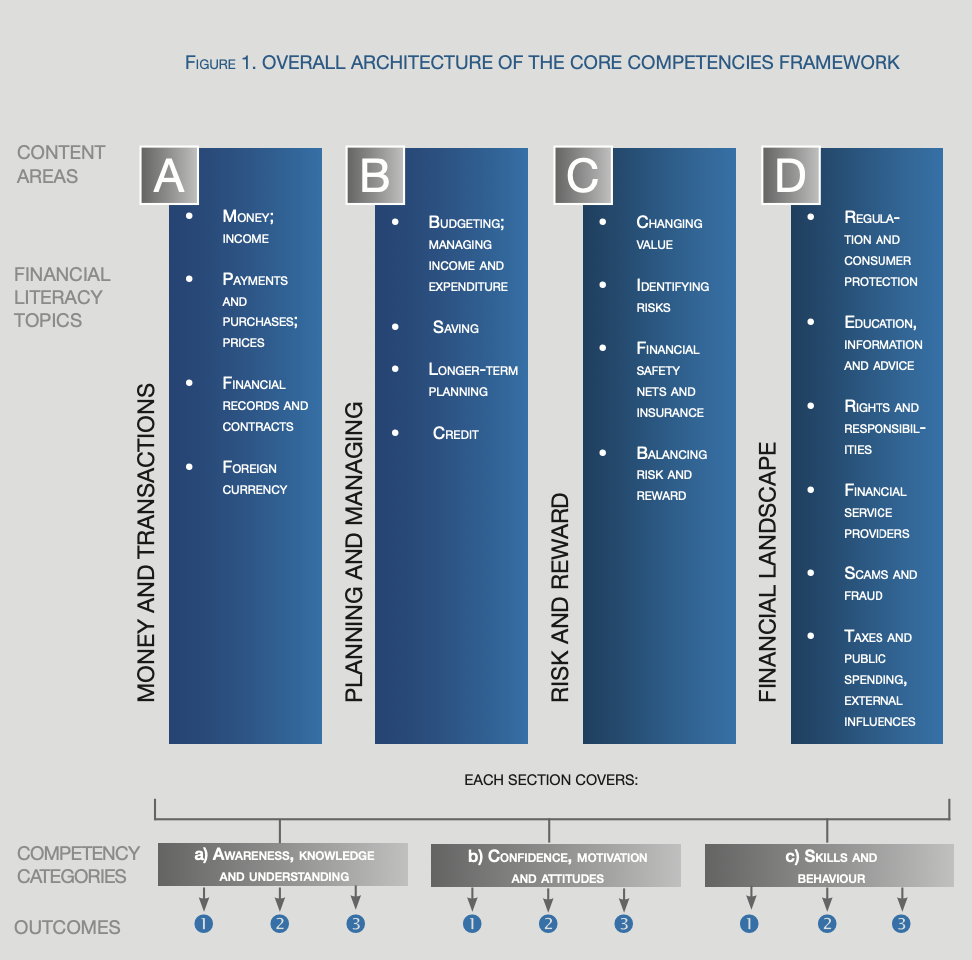 Figure 1. OVERALL ARCHITECTURE OF THE CORE COMPETENCIES FRAMEWORK
CONTENT
AREAS
FINANCIAL
LITERACY
TOPICS
A
MONEY AND TRANSACTIONS
• Money;
income
• Payments
and
purchases;
prices
• Financial
records and
contracts
• Foreign
currency
B
PLANNING AND MANAGING
• Budgeting;
managing
income and
expenditure
• Saving
• Longer-term
planning
• Credit
C
RISK AND REWARD
• Changing
value
• Identifying
risks
• Financial
safety
nets and
insurance
• Balancing
risk and
reward
D
FINANCIAL LANDSCAPE
• Regula-
tion and
consumer
protection
• Education,
information
and advice
• Rights and
responsibil-
ities
• Financial
service
providers
• Scams and
fraud
• Taxes and
public
spending,
external
influences
EACH SECTION COVERS:
COMPETENCY
CATEGORIES
a) Awareness, knowledge
and understanding
b) Confidence, motivation
and attitudes
c) Skills and
behaviour
OUTCOMES
1 2 3 1 2 3 1 2 3